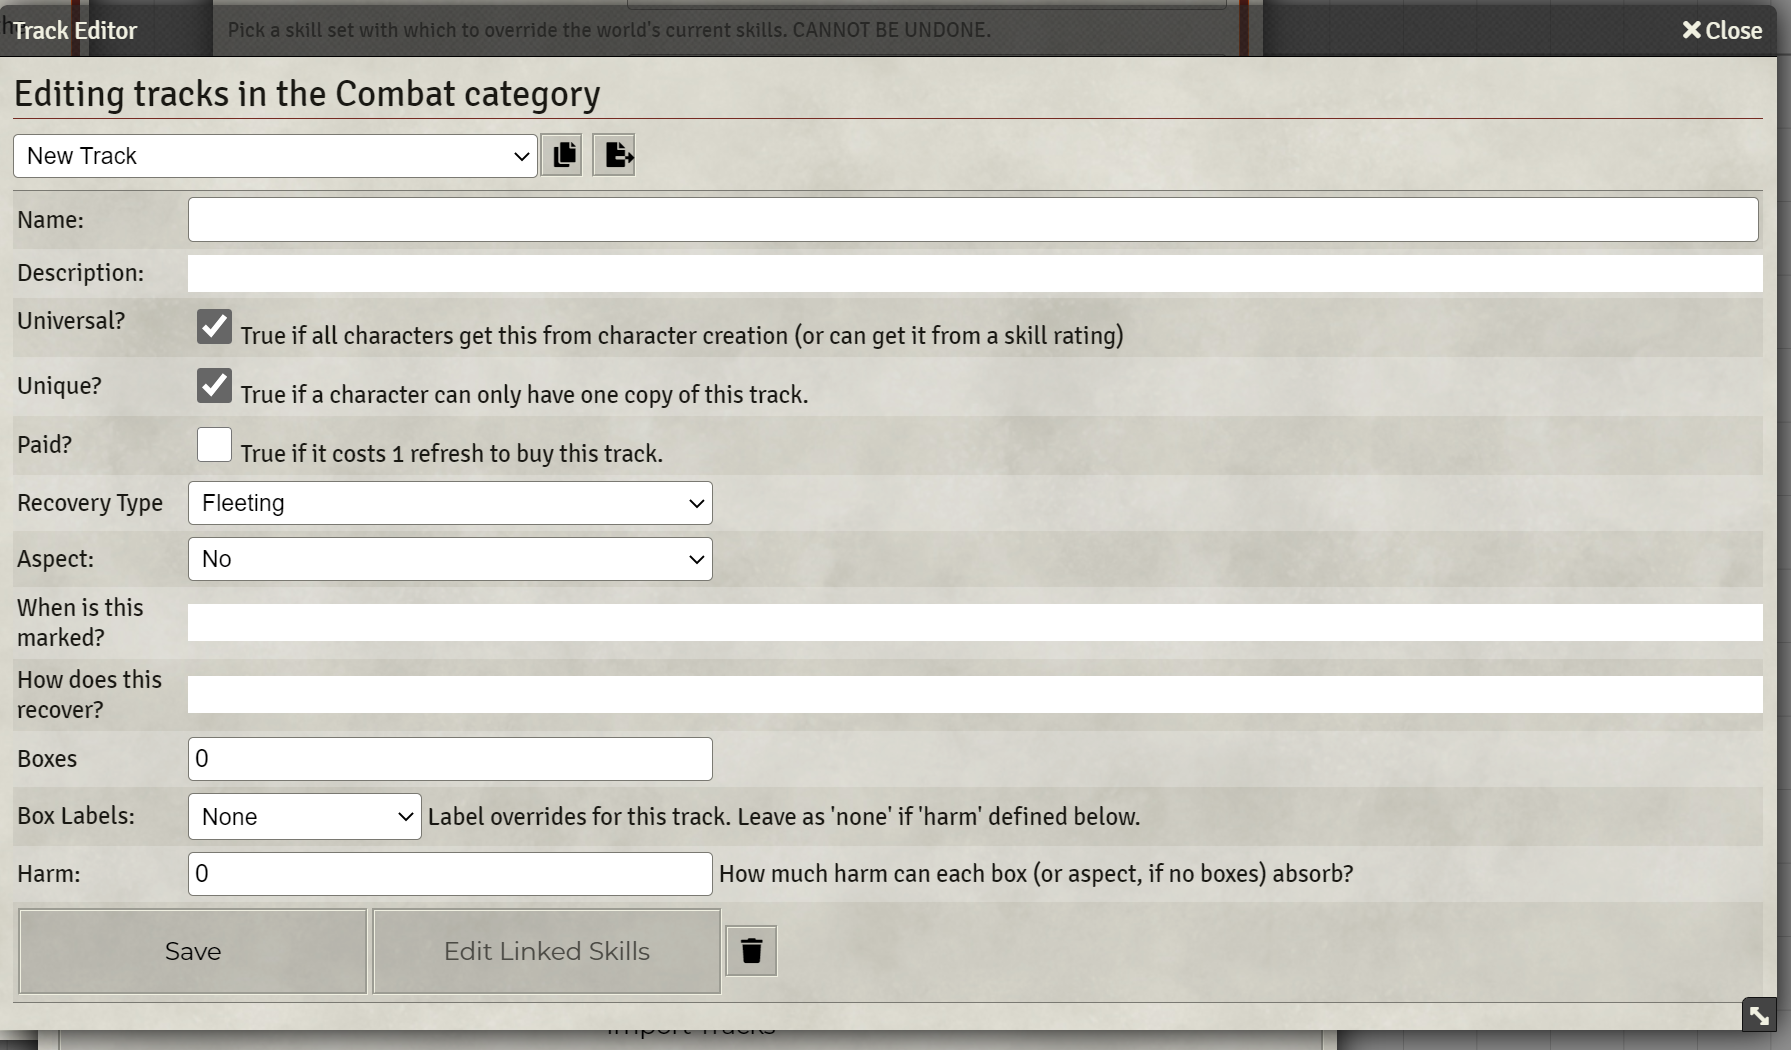 Track Editor
Pick a skill set with which to override the world's current skills. CANNOT BE UNDONE.
Close
Editing tracks in the Combat category
New Track
Name:
Description:
Universal?
True if all characters get this from character creation (or can get it from a skill rating)
Unique?
True if a character can only have one copy of this track.
Paid?
True if it costs 1 refresh to buy this track.
Recovery Type
Fleeting
Aspect:
No
When is this
marked?
How does this
recover?
Boxes
0
Box Labels:
None
Label overrides for this track. Leave as 'none' if 'harm' defined below.
Harm:
0
How much harm can each box (or aspect, if no boxes) absorb?
Save
Edit Linked Skills
Import Tracks